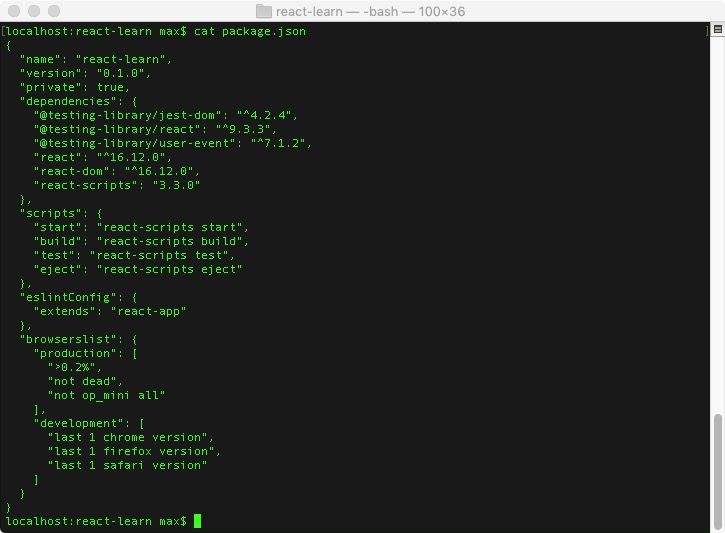 react-learn — -bash — 100×36
[localhost:react-learn max$ cat package.json ]
{
  "name": "react-learn",
  "version": "0.1.0",
  "private": true,
  "dependencies": {
    "@testing-library/jest-dom": "^4.2.4",
    "@testing-library/react": "^9.3.3",
    "@testing-library/user-event": "^7.1.2",
    "react": "^16.12.0",
    "react-dom": "^16.12.0",
    "react-scripts": "3.3.0"
  },
  "scripts": {
    "start": "react-scripts start",
    "build": "react-scripts build",
    "test": "react-scripts test",
    "eject": "react-scripts eject"
  },
  "eslintConfig": {
    "extends": "react-app"
  },
  "browserslist": {
    "production": [
      ">0.2%",
      "not dead",
      "not op_mini all"
    ],
    "development": [
      "last 1 chrome version",
      "last 1 firefox version",
      "last 1 safari version"
    ]
  }
}
localhost:react-learn max$